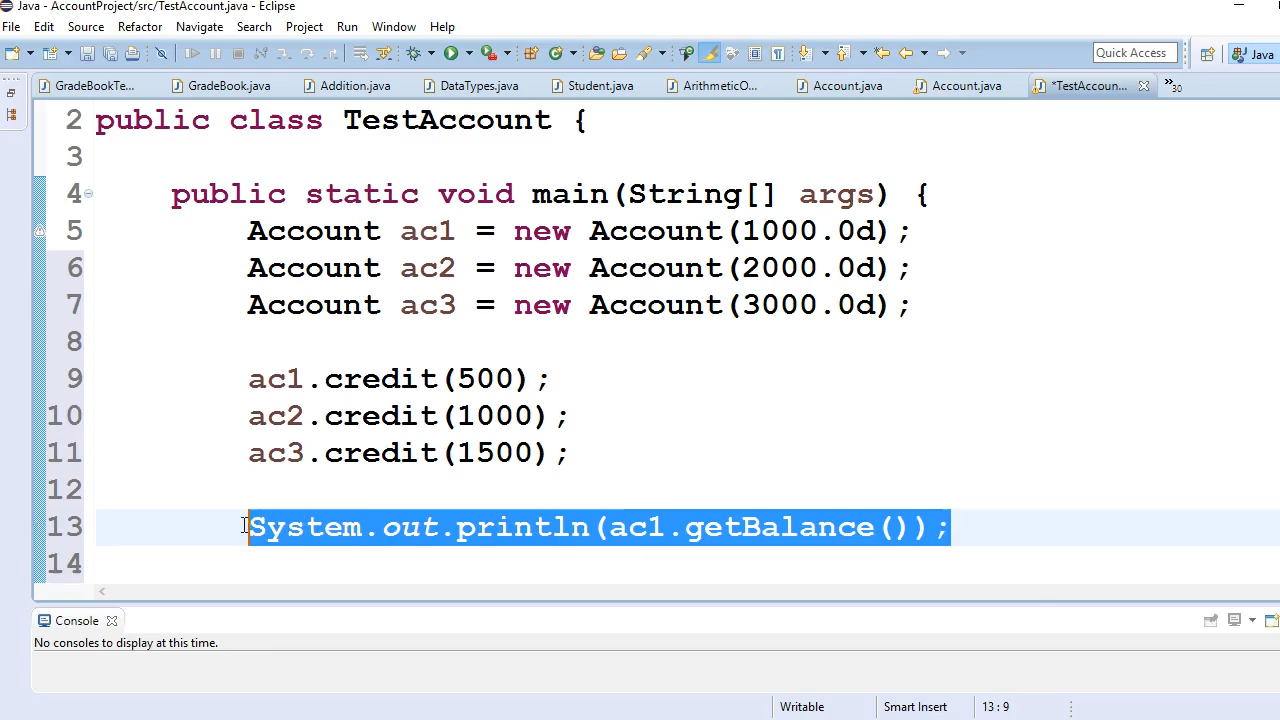 Java - AccountProject/src/TestAccount.java - Eclipse
File Edit Source Refactor Navigate Search Project Run Window Help
Quick Access Java
GradeBookTe... GradeBook.java Addition.java DataTypes.java Student.java ArithmeticO... Account.java Account.java *TestAccoun... »30
2 public class TestAccount {
3
4 public static void main(String[] args) {
5 Account ac1 = new Account(1000.0d);
6 Account ac2 = new Account(2000.0d);
7 Account ac3 = new Account(3000.0d);
8
9 ac1.credit(500);
10 ac2.credit(1000);
11 ac3.credit(1500);
12
13 System.out.println(ac1.getBalance());
14
Console
No consoles to display at this time.
Writable Smart Insert 13 : 9